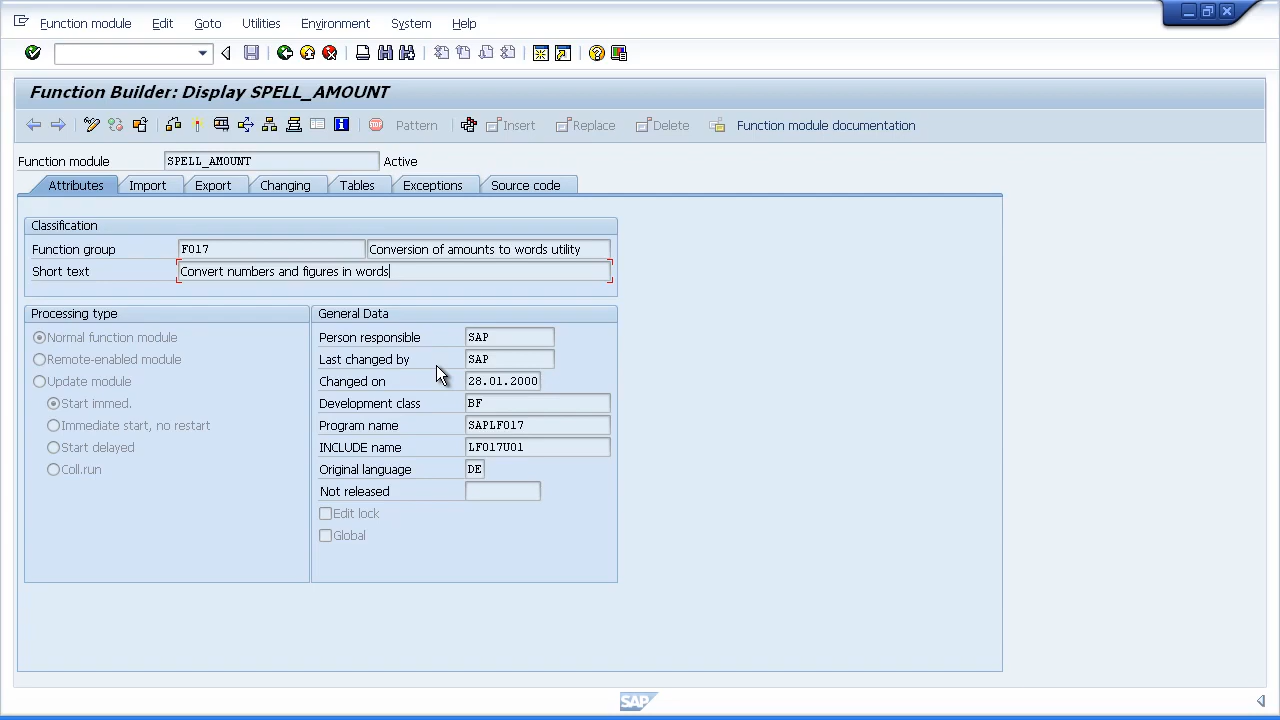 Function module Edit Goto Utilities Environment System Help
Function Builder: Display SPELL_AMOUNT
Pattern Insert Replace Delete Function module documentation
Function module SPELL_AMOUNT Active
Attributes Import Export Changing Tables Exceptions Source code
Classification
Function group F017 Conversion of amounts to words utility
Short text Convert numbers and figures in words
Processing type
Normal function module
Remote-enabled module
Update module
Start immed.
Immediate start, no restart
Start delayed
Coll.run
General Data
Person responsible SAP
Last changed by SAP
Changed on 28.01.2000
Development class BF
Program name SAPLF017
INCLUDE name LF017U01
Original language DE
Not released
Edit lock
Global
SAP